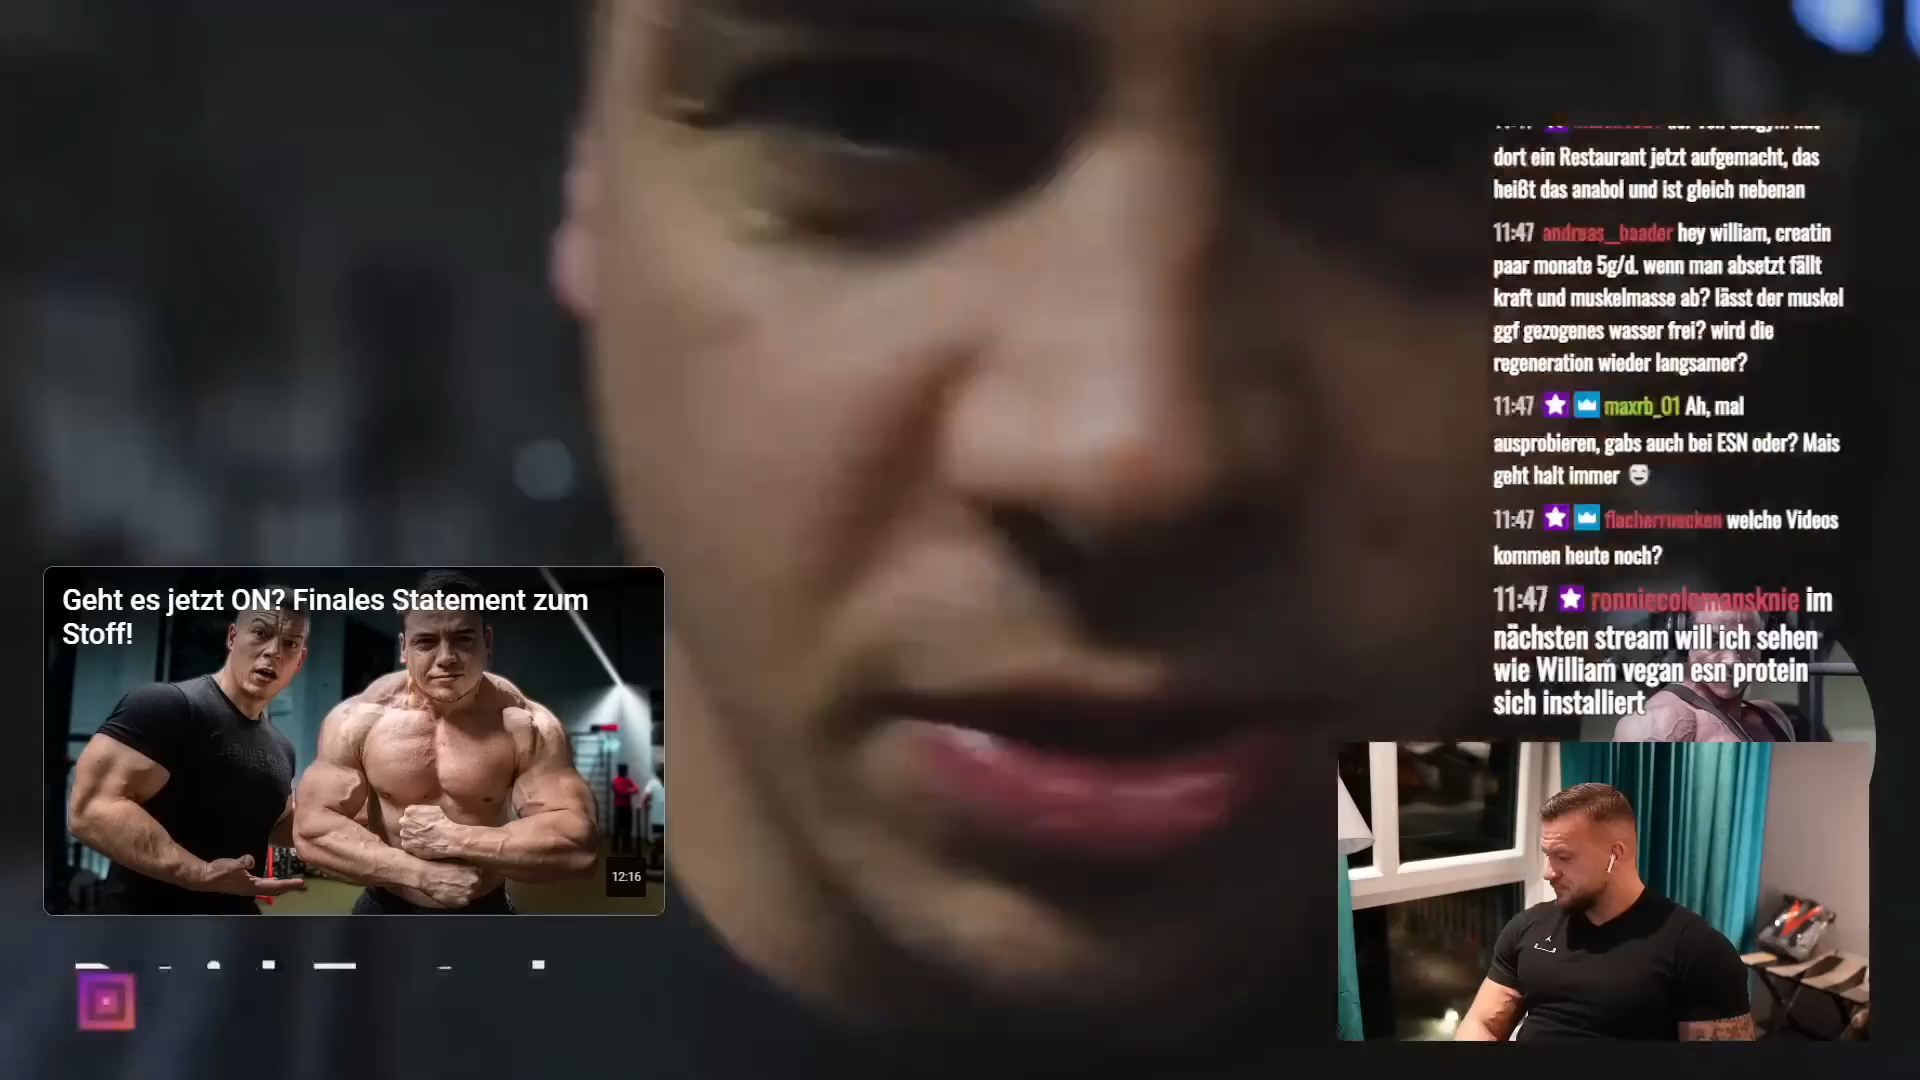 Geht es jetzt ON? Finales Statement zum
Stoff!
12:16
dort ein Restaurant jetzt aufgemacht, das
heißt das anabol und ist gleich nebenan
11:47 andreas__baader hey william, creatin
paar monate 5g/d. wenn man absetzt fällt
kraft und muskelmasse ab? lässt der muskel
ggf gezogenes wasser frei? wird die
regeneration wieder langsamer?
11:47 maxrb_01 Ah, mal
ausprobieren, gabs auch bei ESN oder? Mais
geht halt immer
11:47 flacherruecken welche Videos
kommen heute noch?
11:47 ronniecolemansknie im
nächsten stream will ich sehen
wie William vegan esn protein
sich installiert